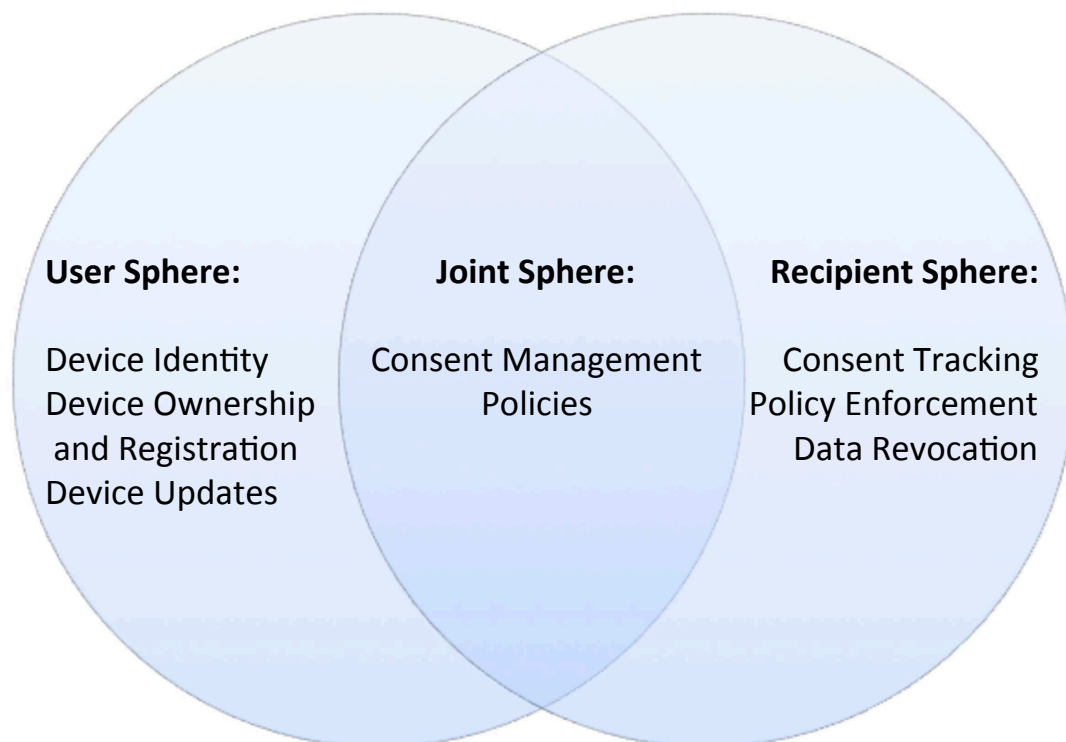 User Sphere:
Device Identity
Device Ownership
and Registration
Device Updates
Joint Sphere:
Consent Management
Policies
Recipient Sphere:
Consent Tracking
Policy Enforcement
Data Revocation